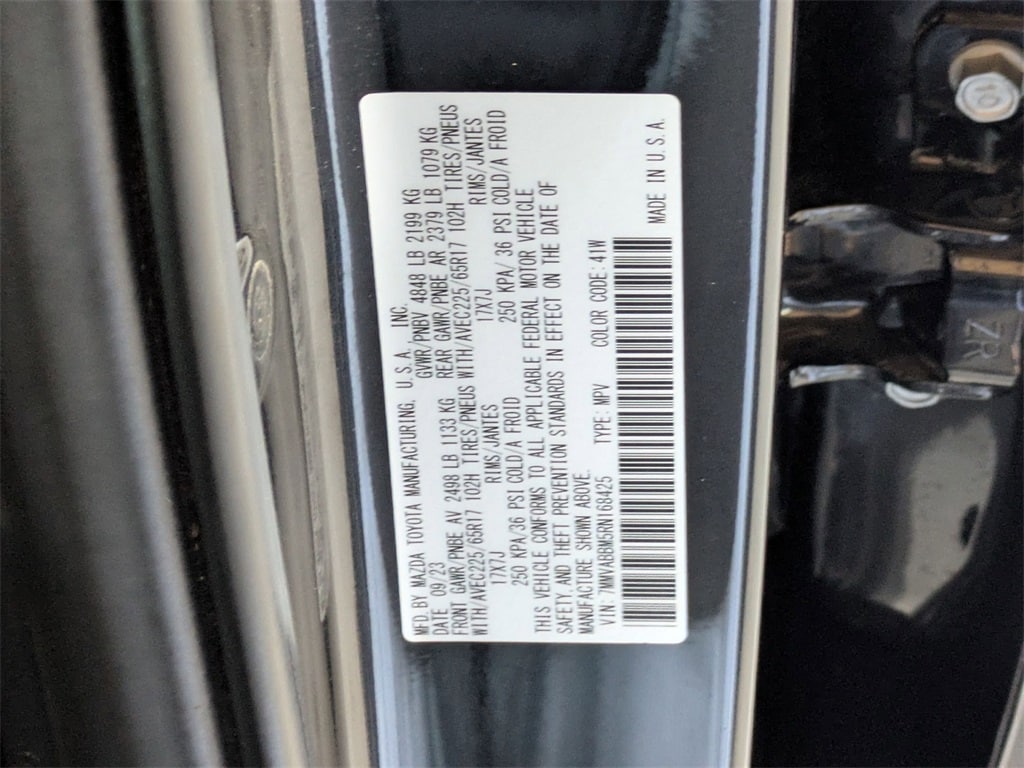 MFD. BY MAZDA TOYOTA MANUFACTURING, U.S.A., INC.
DATE 09/23 GVWR/PNBV 4848 LB 2199 KG
FRONT GAWR/PNBE AV 2498 LB 1133 KG REAR GAWR/PNBE AR 2379 LB 1079 KG
WITH/AVEC225/65R17 102H TIRES/PNEUS WITH/AVEC225/65R17 102H TIRES/PNEUS
17X7J RIMS/JANTES 17X7J RIMS/JANTES
250 KPA/36 PSI COLD/A FROID 250 KPA/ 36 PSI COLD/A FROID
THIS VEHICLE CONFORMS TO ALL APPLICABLE FEDERAL MOTOR VEHICLE
SAFETY, AND THEFT PREVENTION STANDARDS IN EFFECT ON THE DATE OF
MANUFACTURE SHOWN ABOVE.
VIN: 7MMVABBM5RN168425 TYPE: MPV COLOR CODE: 41W MADE IN U.S.A.
10
ZR